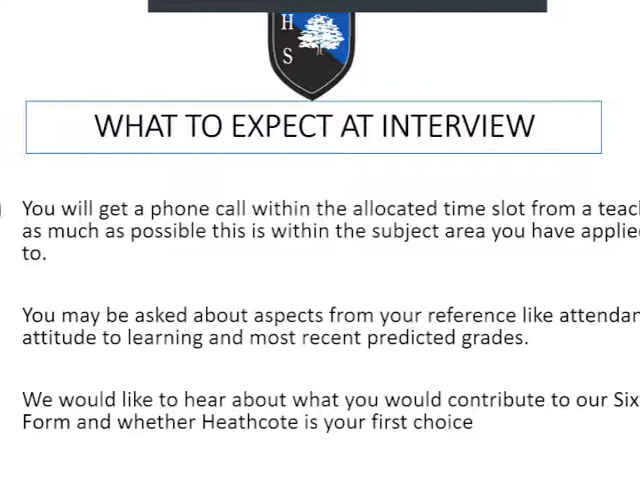 H
S
WHAT TO EXPECT AT INTERVIEW
You will get a phone call within the allocated time slot from a
as much as possible this is within the subject area you have
to.
You may be asked about aspects from your reference like
attitude to learning and most recent predicted grades.
We would like to hear about what you would contribute to our
Form and whether Heathcote is your first choice